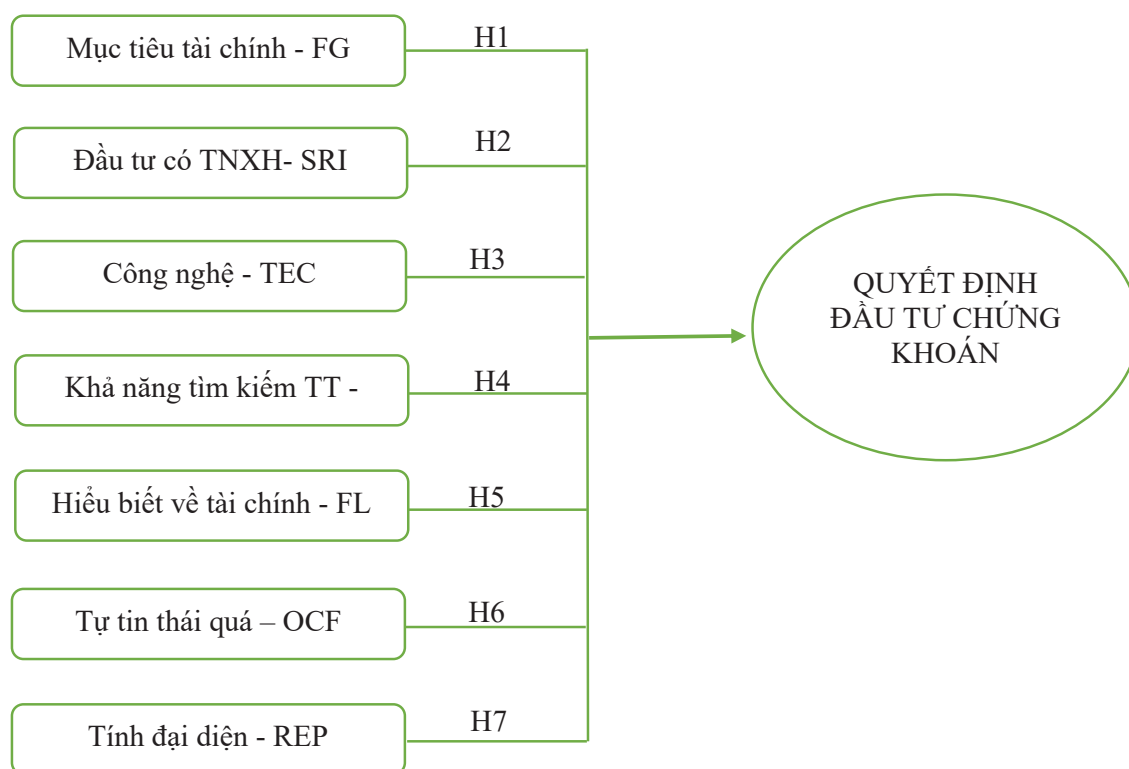 Mục tiêu tài chính - FG
H1
Đầu tư có TNXH- SRI
H2
Công nghệ - TEC
H3
Khả năng tìm kiếm TT -
H4
Hiểu biết về tài chính - FL
H5
Tự tin thái quá – OCF
H6
Tính đại diện - REP
H7
QUYẾT ĐỊNH
ĐẦU TƯ CHỨNG
KHOÁN